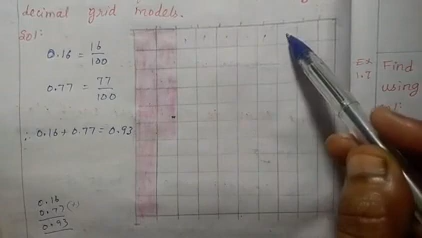 decimal grid models.
Sol:
0.16 = 16/100
0.77 = 77/100
∴ 0.16 + 0.77 = 0.93
0.16
0.77 (+)
0.93
Ex
1.7
Find
using